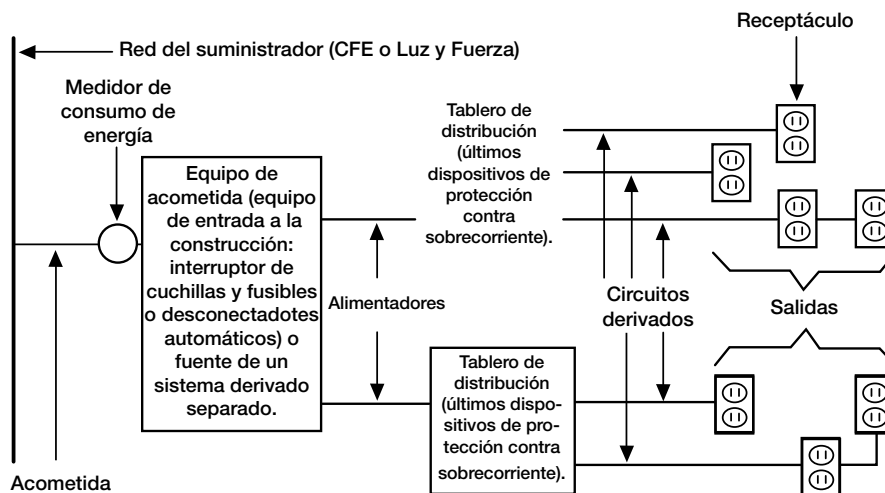 Receptáculo
Red del suministrador (CFE o Luz y Fuerza)
Medidor de
consumo de
energía
Equipo de
acometida (equipo
de entrada a la
construcción:
interruptor de
cuchillas y fusibles
o desconectadotes
automáticos) o
fuente de un
sistema derivado
separado.
Tablero de
distribución
(últimos
dispositivos de
protección
contra
sobrecorriente).
Alimentadores
Circuitos
derivados
Salidas
Tablero de
distribución
(últimos dispo-
sitivos de pro-
tección contra
sobrecorriente).
Acometida